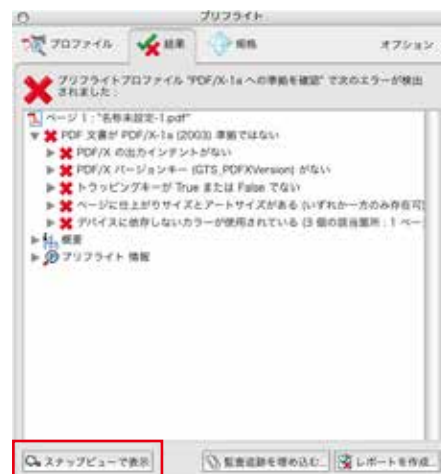 プリフライト
プロファイル 結果 規格 オプション
プリフライトプロファイル "PDF/X-1a への準拠を確認" で次のエラーが検出
されました :
ページ 1 : "名称未設定-1.pdf"
PDF 文書が PDF/X-1a (2003) 準拠ではない
PDF/X の出力インテントがない
PDF/X バージョンキー (GTS_PDFXVersion) がない
トラッピングキーが True または False でない
ページに仕上がりサイズとアートサイズがある (いずれか一方のみ存在可)
デバイスに依存しないカラーが使用されている (3 個の該当箇所 : 1 ペー
概要
プリフライト 情報
スナップビューで表示 監査追跡を埋め込む... レポートを作成...